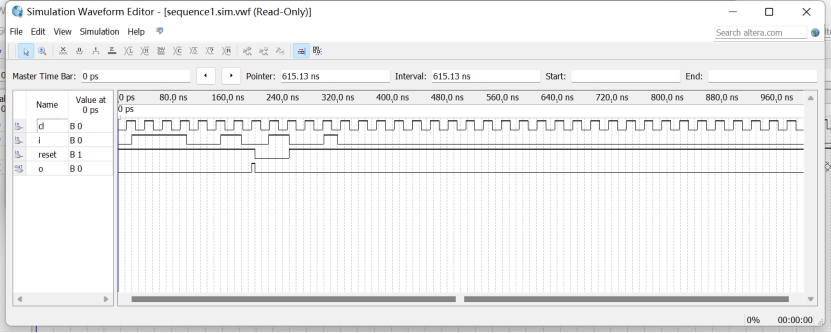 Simulation Waveform Editor - [sequence1.sim.vwf (Read-Only)]
File Edit View Simulation Help
Search altera.com
Master Time Bar: 0 ps Pointer: 615.13 ns Interval: 615.13 ns Start: End:
Name Value at 0 ps
0 ps 80.0 ns 160.0 ns 240.0 ns 320.0 ns 400.0 ns 480.0 ns 560.0 ns 640.0 ns 720.0 ns 800.0 ns 880.0 ns 960.0 ns
0 ps
cl B 0
i B 0
reset B 1
o B 0
0% 00:00:00